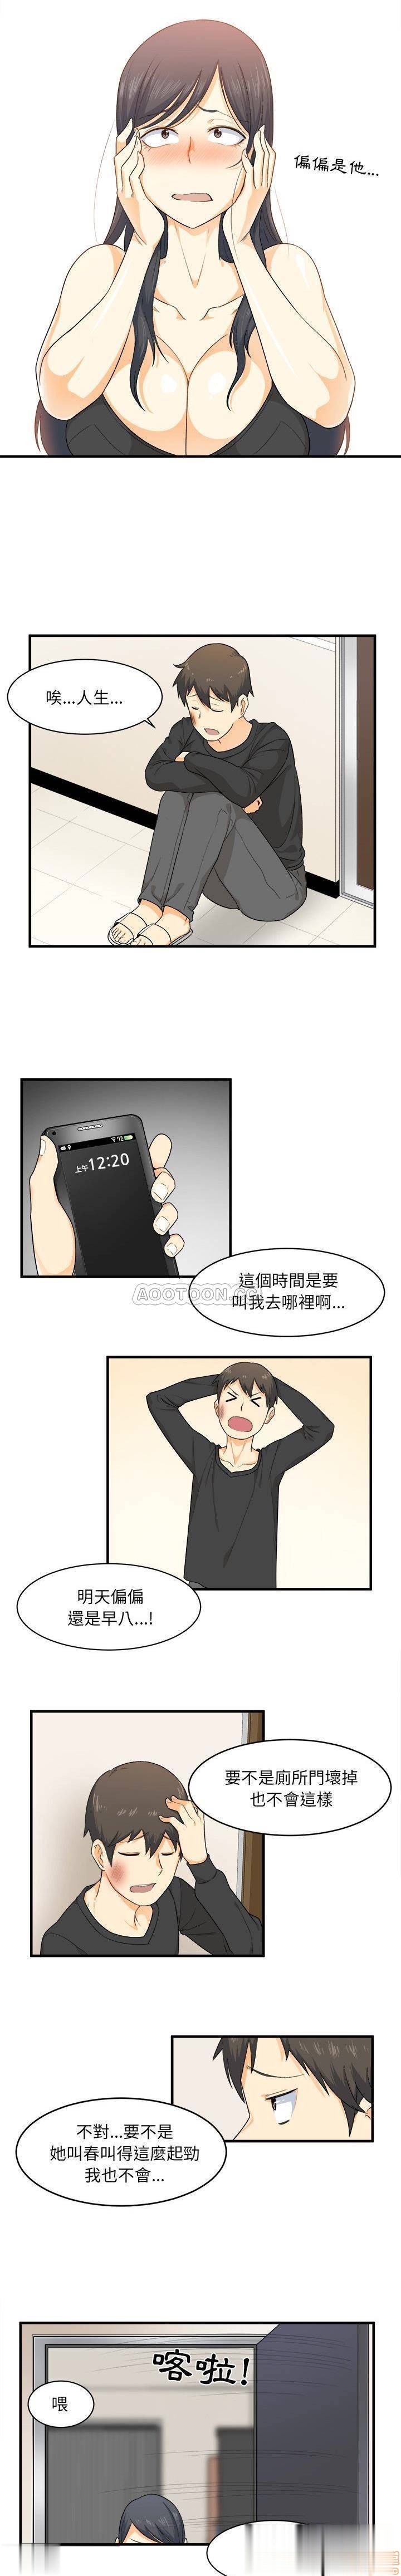 偏偏是他...
唉...人生...
上午12:20
AOOTOON.CC
這個時間是要
叫我去哪裡啊...
明天偏偏
還是早八...!
要不是廁所門壞掉
也不會這樣
不對...要不是
她叫春叫得這麼起勁
我也不會...
喀啦!
喂